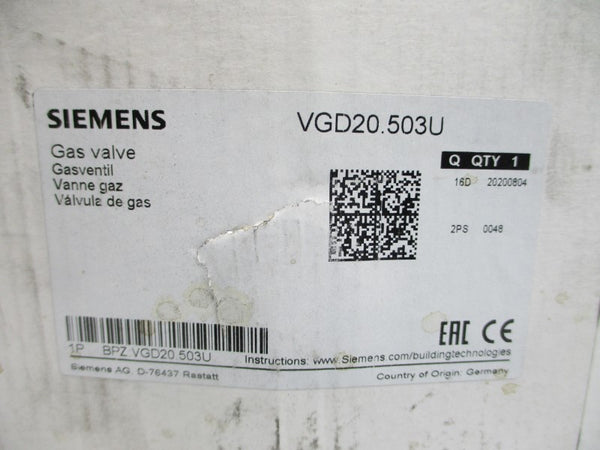 SIEMENS
VGD20.503U
Gas valve
Gasventil
Vanne gaz
Válvula de gas
Q QTY 1
16D 20200804
2PS 0048
EAC CE
1P BPZ:VGD20.503U
Instructions: www.Siemens.com/buildingtechnologies
Siemens AG, D-76437 Rastatt
Country of Origin: Germany